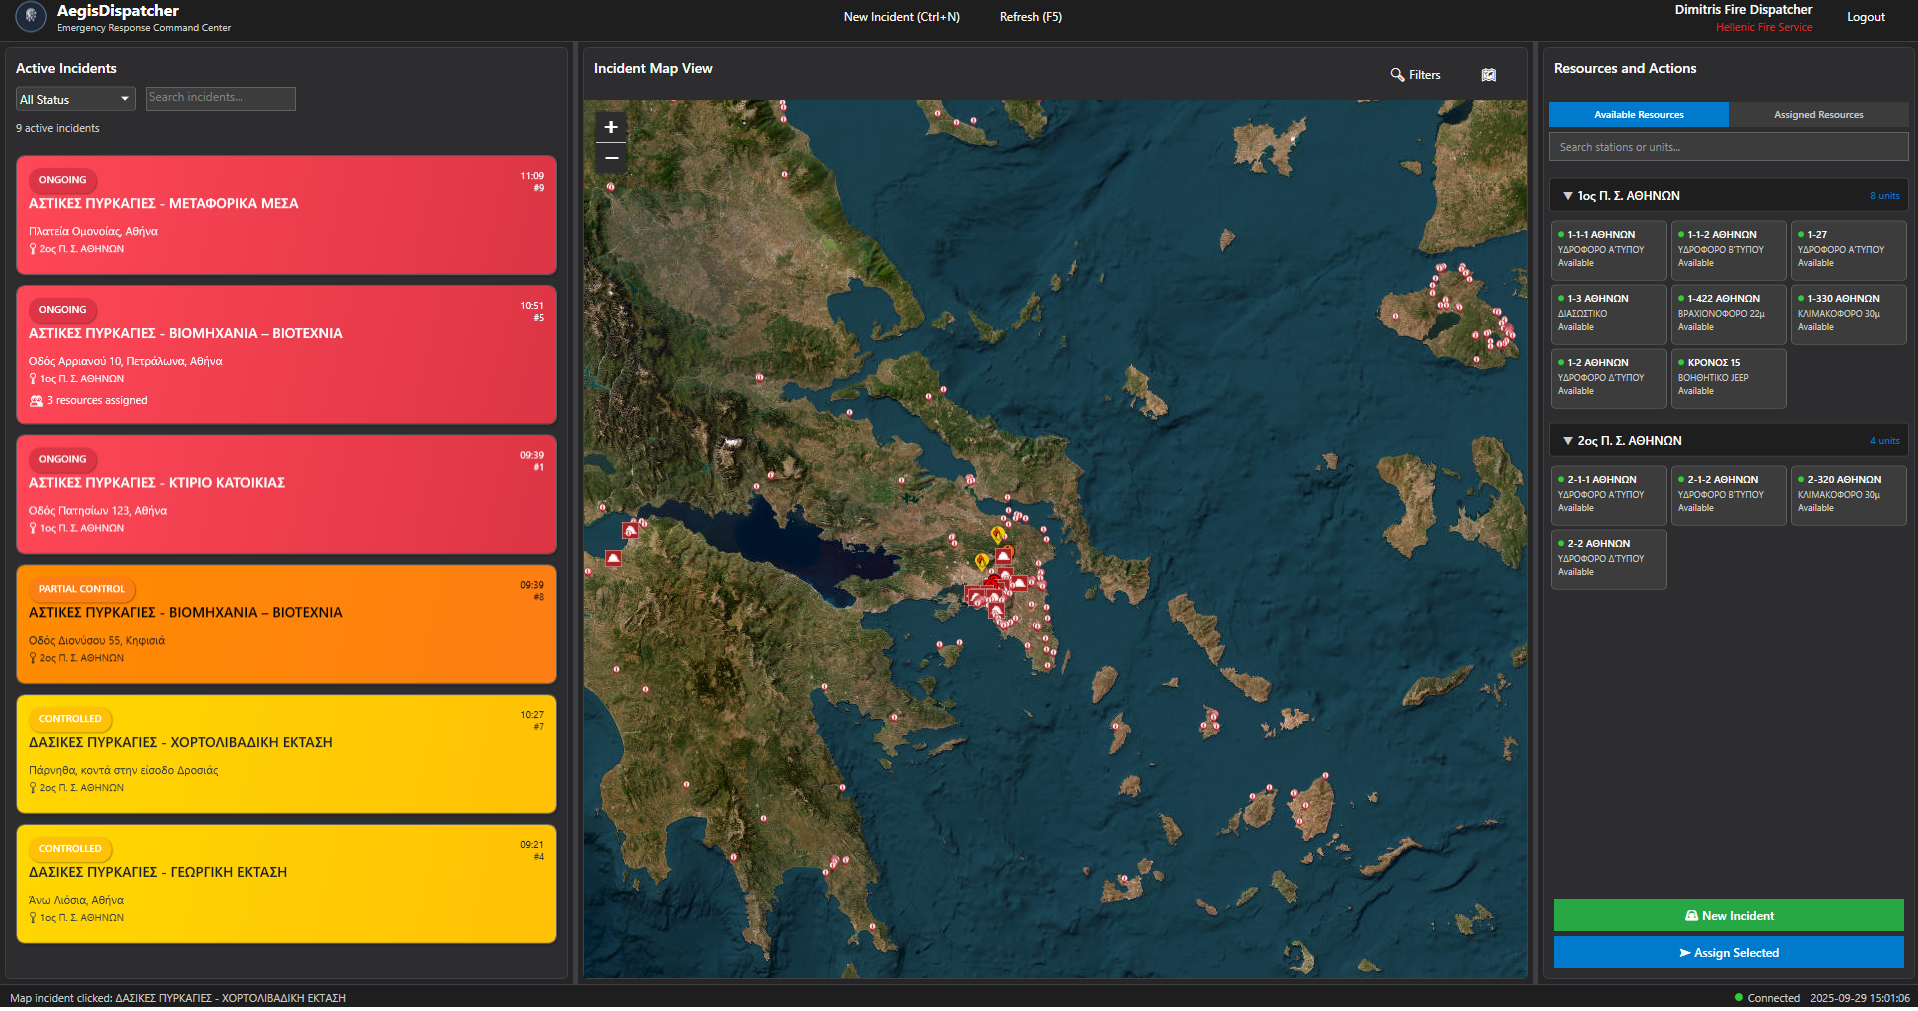 AegisDispatcher
Emergency Response Command Center
New Incident (Ctrl+N)
Refresh (F5)
Dimitris Fire Dispatcher
Hellenic Fire Service
Logout
Active Incidents
All Status
Search incidents...
9 active incidents
ONGOING
11:09
#9
ΑΣΤΙΚΕΣ ΠΥΡΚΑΓΙΕΣ - ΜΕΤΑΦΟΡΙΚΑ ΜΕΣΑ
Πλατεία Ομονοίας, Αθήνα
2ος Π. Σ. ΑΘΗΝΩΝ
ONGOING
10:51
#5
ΑΣΤΙΚΕΣ ΠΥΡΚΑΓΙΕΣ - ΒΙΟΜΗΧΑΝΙΑ – ΒΙΟΤΕΧΝΙΑ
Οδός Αρριανού 10, Πετράλωνα, Αθήνα
1ος Π. Σ. ΑΘΗΝΩΝ
3 resources assigned
ONGOING
09:39
#1
ΑΣΤΙΚΕΣ ΠΥΡΚΑΓΙΕΣ - ΚΤΙΡΙΟ ΚΑΤΟΙΚΙΑΣ
Οδός Πατησίων 123, Αθήνα
1ος Π. Σ. ΑΘΗΝΩΝ
PARTIAL CONTROL
09:39
#8
ΑΣΤΙΚΕΣ ΠΥΡΚΑΓΙΕΣ - ΒΙΟΜΗΧΑΝΙΑ – ΒΙΟΤΕΧΝΙΑ
Οδός Διονύσου 55, Κηφισιά
2ος Π. Σ. ΑΘΗΝΩΝ
CONTROLLED
10:27
#7
ΔΑΣΙΚΕΣ ΠΥΡΚΑΓΙΕΣ - ΧΟΡΤΟΛΙΒΑΔΙΚΗ ΕΚΤΑΣΗ
Πάρνηθα, κοντά στην είσοδο Δροσιάς
2ος Π. Σ. ΑΘΗΝΩΝ
CONTROLLED
09:21
#4
ΔΑΣΙΚΕΣ ΠΥΡΚΑΓΙΕΣ - ΓΕΩΡΓΙΚΗ ΕΚΤΑΣΗ
Άνω Λιόσια, Αθήνα
1ος Π. Σ. ΑΘΗΝΩΝ
Incident Map View
Filters
+
−
Resources and Actions
Available Resources
Assigned Resources
Search stations or units...
▼ 1ος Π. Σ. ΑΘΗΝΩΝ
8 units
1-1-1 ΑΘΗΝΩΝ
ΥΔΡΟΦΟΡΟ Α'ΤΥΠΟΥ
Available
1-1-2 ΑΘΗΝΩΝ
ΥΔΡΟΦΟΡΟ Β'ΤΥΠΟΥ
Available
1-27
ΥΔΡΟΦΟΡΟ Α'ΤΥΠΟΥ
Available
1-3 ΑΘΗΝΩΝ
ΔΙΑΣΩΣΤΙΚΟ
Available
1-422 ΑΘΗΝΩΝ
ΒΡΑΧΙΟΝΟΦΟΡΟ 22μ
Available
1-330 ΑΘΗΝΩΝ
ΚΛΙΜΑΚΟΦΟΡΟ 30μ
Available
1-2 ΑΘΗΝΩΝ
ΥΔΡΟΦΟΡΟ Δ'ΤΥΠΟΥ
Available
ΚΡΟΝΟΣ 15
ΒΟΗΘΗΤΙΚΟ JEEP
Available
▼ 2ος Π. Σ. ΑΘΗΝΩΝ
4 units
2-1-1 ΑΘΗΝΩΝ
ΥΔΡΟΦΟΡΟ Α'ΤΥΠΟΥ
Available
2-1-2 ΑΘΗΝΩΝ
ΥΔΡΟΦΟΡΟ Β'ΤΥΠΟΥ
Available
2-320 ΑΘΗΝΩΝ
ΚΛΙΜΑΚΟΦΟΡΟ 30μ
Available
2-2 ΑΘΗΝΩΝ
ΥΔΡΟΦΟΡΟ Δ'ΤΥΠΟΥ
Available
New Incident
Assign Selected
Map incident clicked: ΔΑΣΙΚΕΣ ΠΥΡΚΑΓΙΕΣ - ΧΟΡΤΟΛΙΒΑΔΙΚΗ ΕΚΤΑΣΗ
Connected
2025-09-29 15:01:06